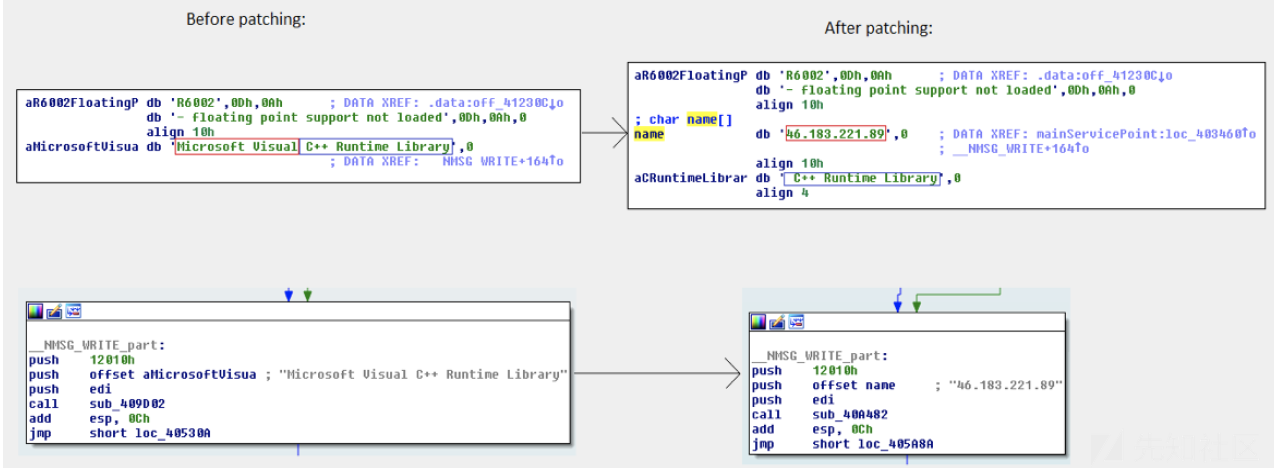 Before patching:
After patching:
aR6002FloatingP db 'R6002',0Dh,0Ah ; DATA XREF: .data:off_41230C↓o
db '- floating point support not loaded',0Dh,0Ah,0
align 10h
aMicrosoftVisua db 'Microsoft Visual C++ Runtime Library',0
; DATA XREF: __NMSG_WRITE+164↑o
aR6002FloatingP db 'R6002',0Dh,0Ah ; DATA XREF: .data:off_41230C↓o
db '- floating point support not loaded',0Dh,0Ah,0
align 10h
; char name[]
name db '46.183.221.89',0 ; DATA XREF: mainServicePoint:loc_403460↑o
; __NMSG_WRITE+164↑o
align 10h
aCRuntimeLibrar db ' C++ Runtime Library',0
align 4
__NMSG_WRITE_part:
push 12010h
push offset aMicrosoftVisua ; "Microsoft Visual C++ Runtime Library"
push edi
call sub_409D02
add esp, 0Ch
jmp short loc_40530A
__NMSG_WRITE_part:
push 12010h
push offset name ; "46.183.221.89"
push edi
call sub_40A482
add esp, 0Ch
jmp short loc_405A8A
先知社区